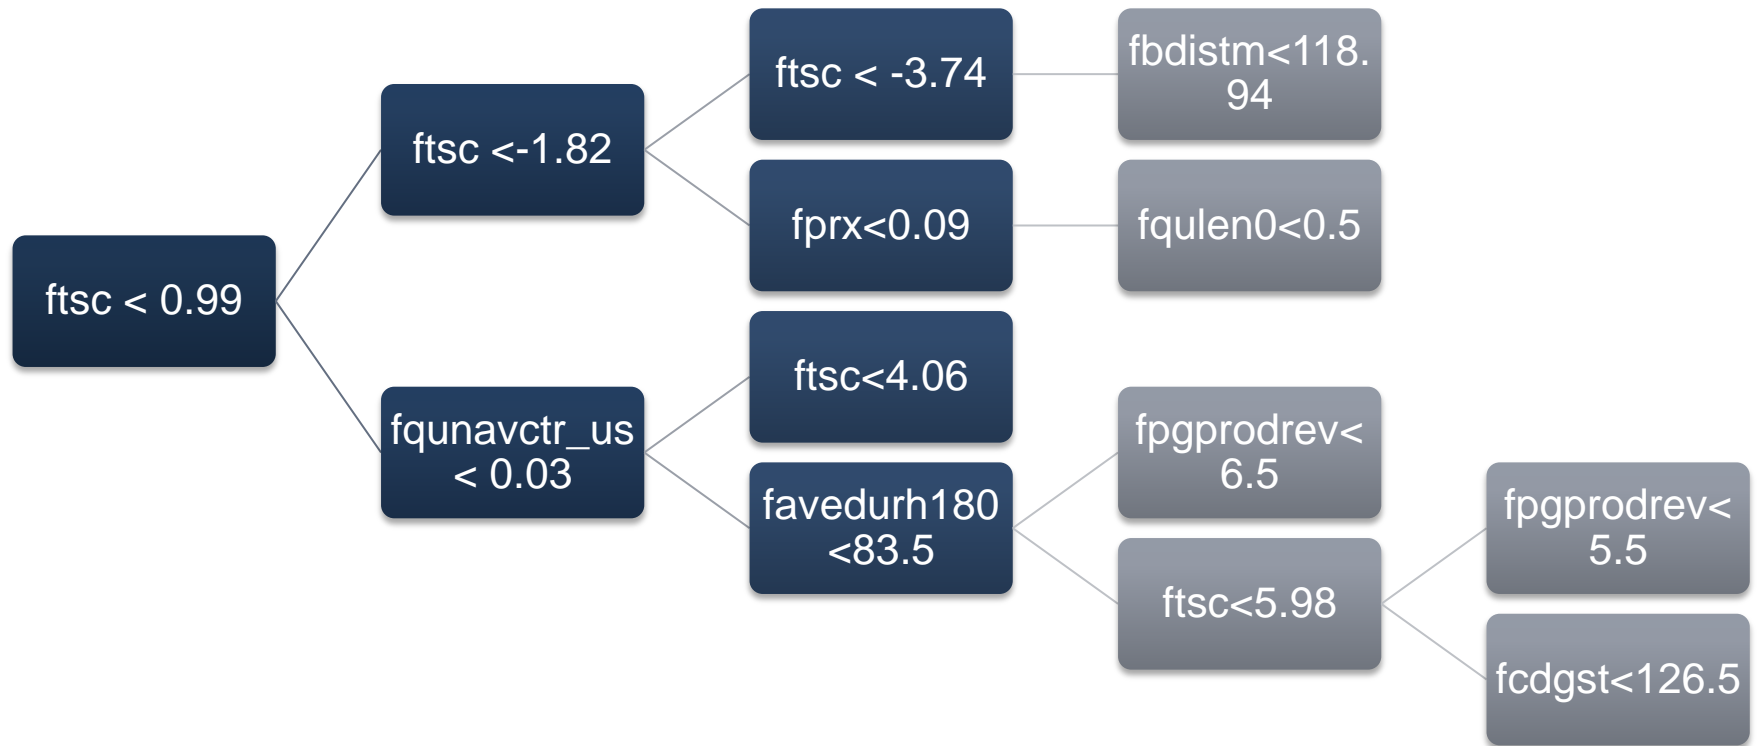 ftsc < 0.99
ftsc <-1.82
fqunavctr_us
< 0.03
ftsc < -3.74
fprx<0.09
ftsc<4.06
favedurh180
<83.5
fbdistm<118.
94
fqulen0<0.5
fpgprodrev<
6.5
ftsc<5.98
fpgprodrev<
5.5
fcdgst<126.5